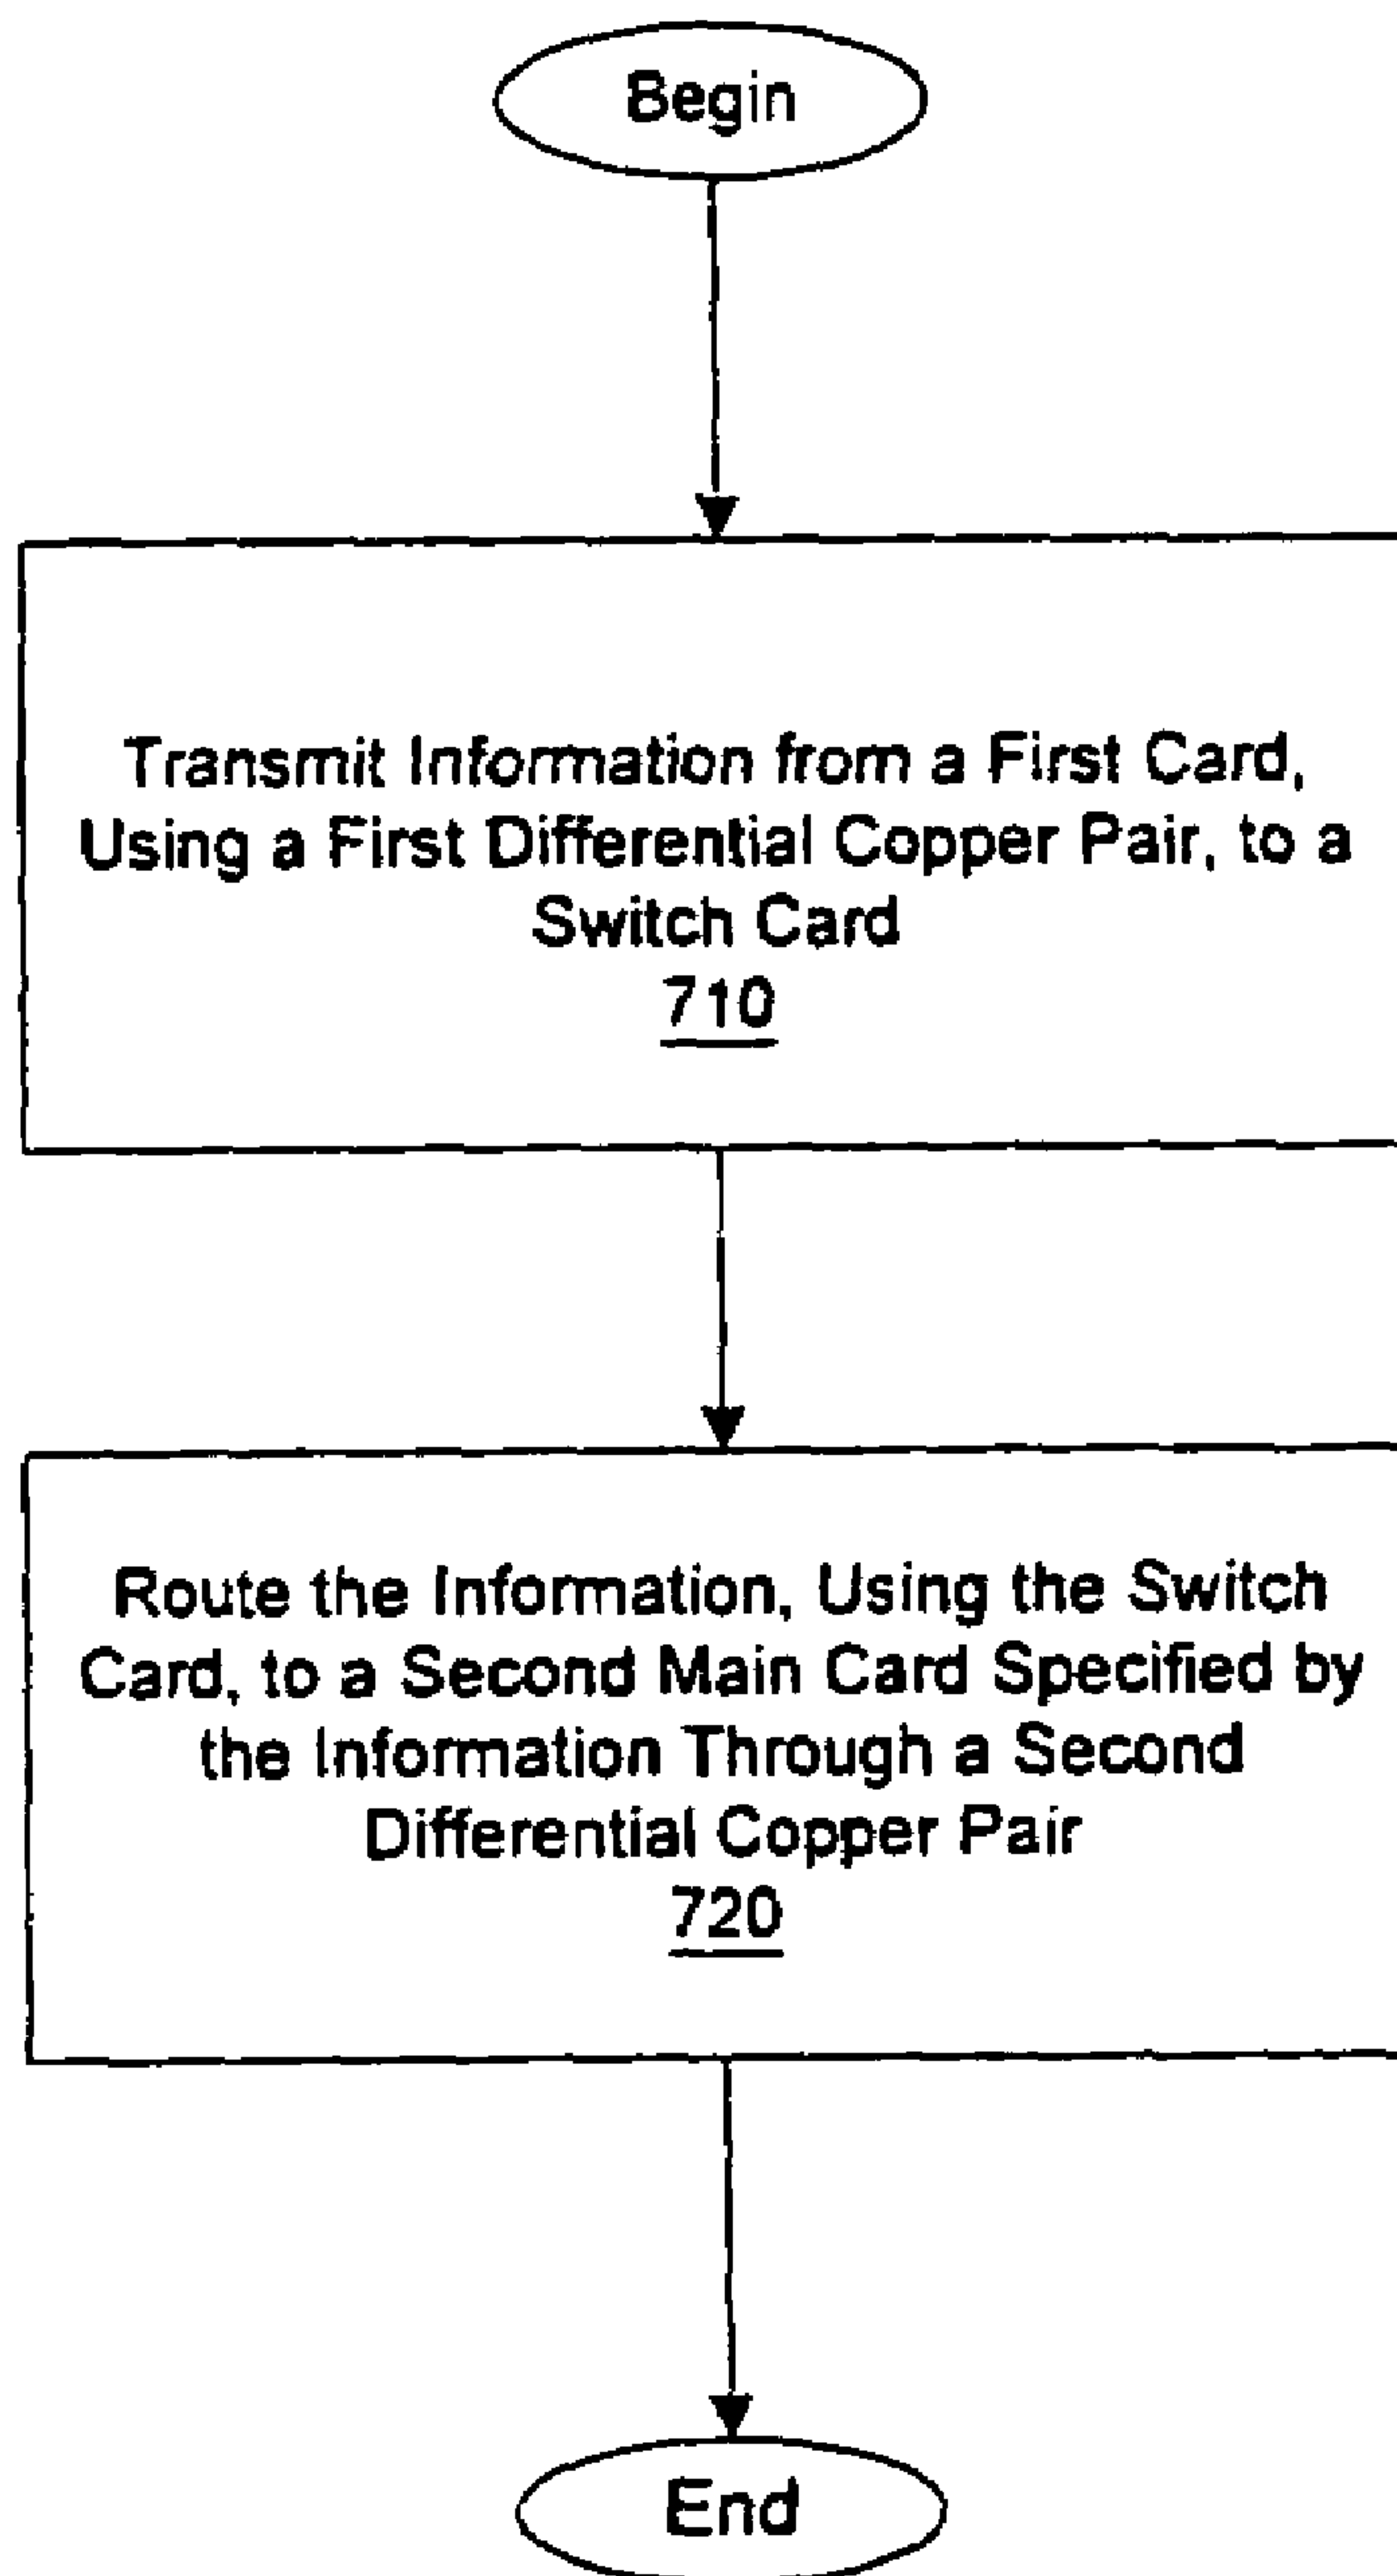 Begin
Transmit Information from a First Card,
Using a First Differential Copper Pair, to a
Switch Card
710
Route the Information, Using the Switch
Card, to a Second Main Card Specified by
the Information Through a Second
Differential Copper Pair
720
End